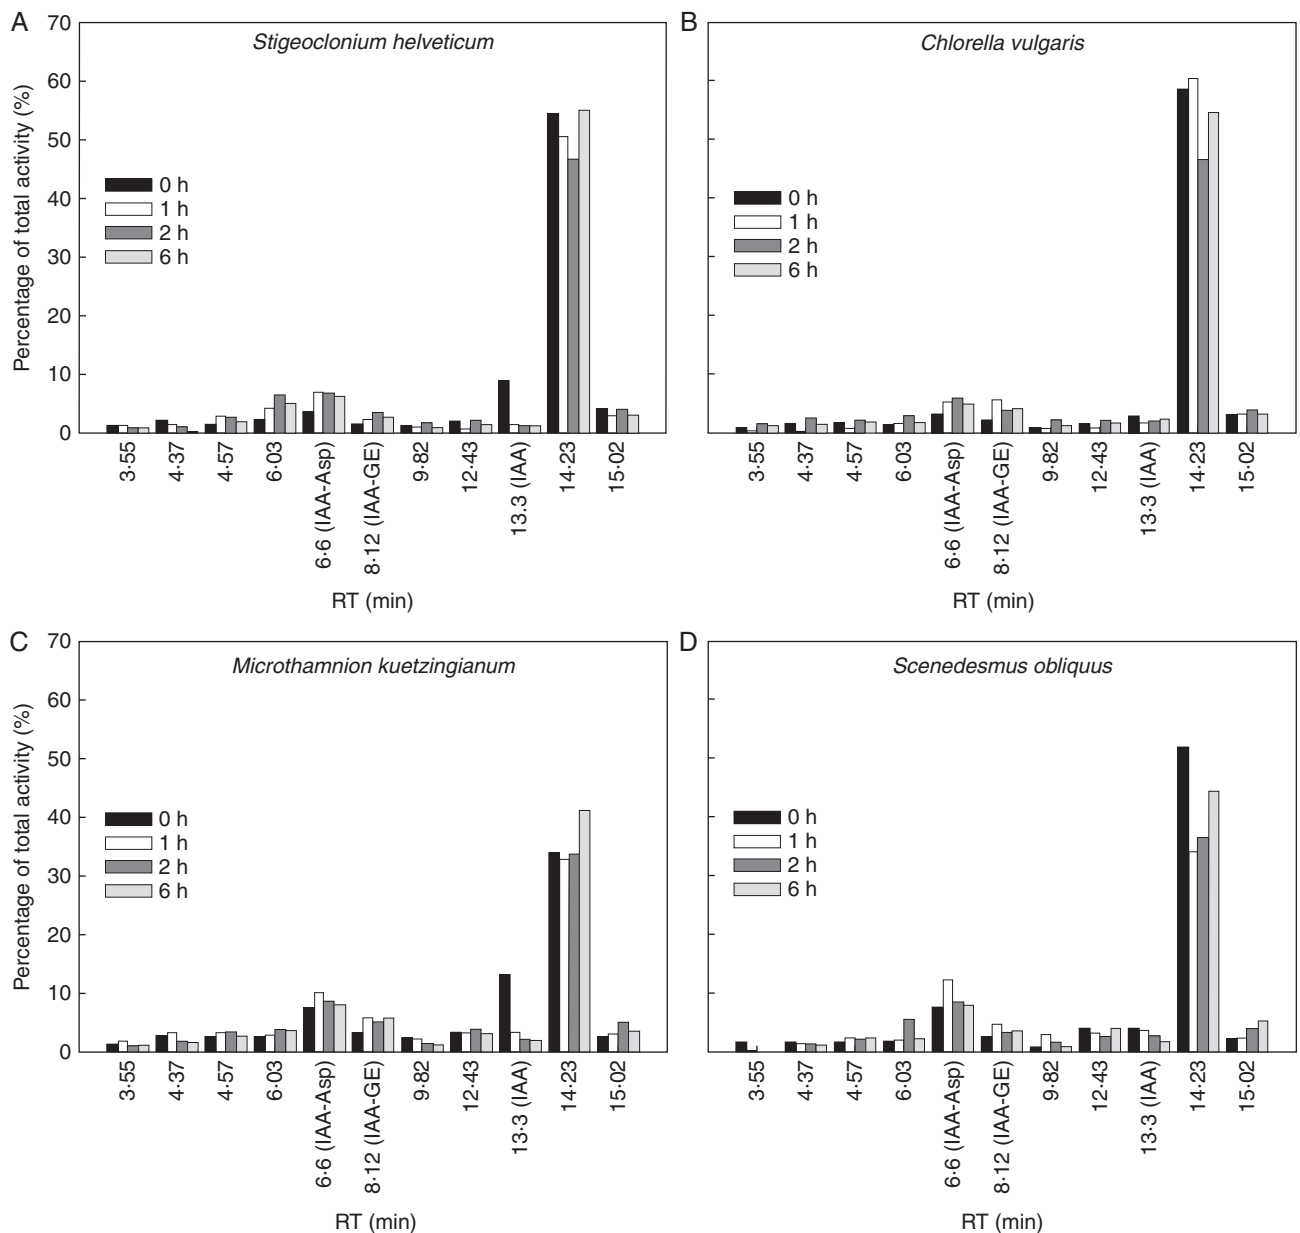 A
Stigeoclonium helveticum
Percentage of total activity (%)
70
60
50
40
30
20
10
0
0 h
1 h
2 h
6 h
3·55
4·37
4·57
6·03
6·6 (IAA-Asp)
8·12 (IAA-GE)
9·82
12·43
13.3 (IAA)
14·23
15·02
RT (min)
B
Chlorella vulgaris
0 h
1 h
2 h
6 h
3·55
4·37
4·57
6·03
6·6 (IAA-Asp)
8·12 (IAA-GE)
9·82
12·43
13·3 (IAA)
14·23
15·02
RT (min)
C
Microthamnion kuetzingianum
Percentage of total activity (%)
70
60
50
40
30
20
10
0
0 h
1 h
2 h
6 h
3·55
4·37
4·57
6·03
6·6 (IAA-Asp)
8·12 (IAA-GE)
9·82
12·43
13·3 (IAA)
14·23
15·02
RT (min)
D
Scenedesmus obliquus
0 h
1 h
2 h
6 h
3·55
4·37
4·57
6·03
6·6 (IAA-Asp)
8·12 (IAA-GE)
9·82
12·43
13·3 (IAA)
14·23
15·02
RT (min)